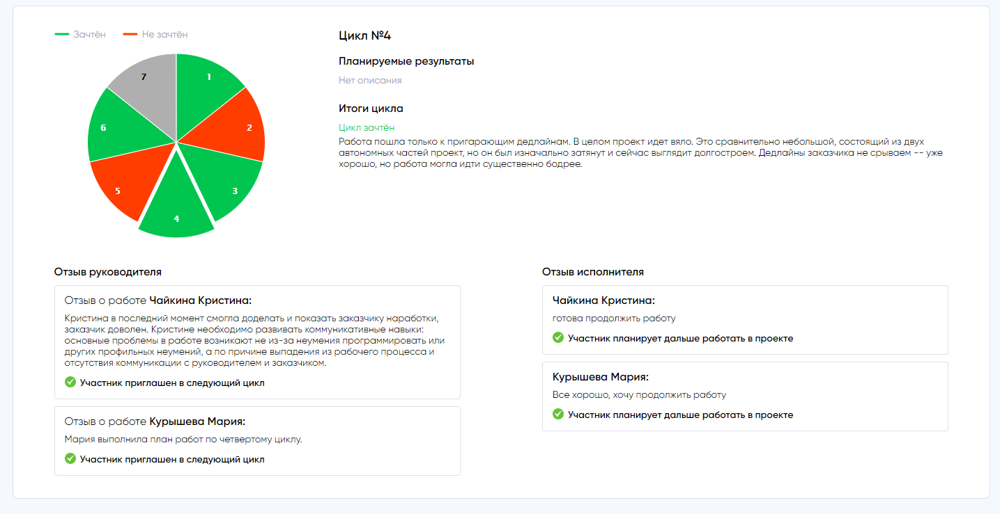 Зачтён
Не зачтён
1
2
3
4
5
6
7
Цикл №4
Планируемые результаты
Нет описания
Итоги цикла
Цикл зачтён
Работа пошла только к пригарающим дедлайнам. В целом проект идет вяло. Это сравнительно небольшой, состоящий из двух
автономных частей проект, но он был изначально затянут и сейчас выглядит долгостроем. Дедлайны заказчика не срываем -- уже
хорошо, но работа могла идти существенно бодрее.
Отзыв руководителя
Отзыв о работе Чайкина Кристина:
Кристина в последний момент смогла доделать и показать заказчику наработки,
заказчик доволен. Кристине необходимо развивать коммуникативные навыки:
основные проблемы в работе возникают не из-за неумения программировать или
других профильных неумений, а по причине выпадения из рабочего процесса и
отсутствия коммуникации с руководителем и заказчиком.
Участник приглашен в следующий цикл
Отзыв о работе Курышева Мария:
Мария выполнила план работ по четвертому циклу.
Участник приглашен в следующий цикл
Отзыв исполнителя
Чайкина Кристина:
готова продолжить работу
Участник планирует дальше работать в проекте
Курышева Мария:
Все хорошо, хочу продолжить работу
Участник планирует дальше работать в проекте